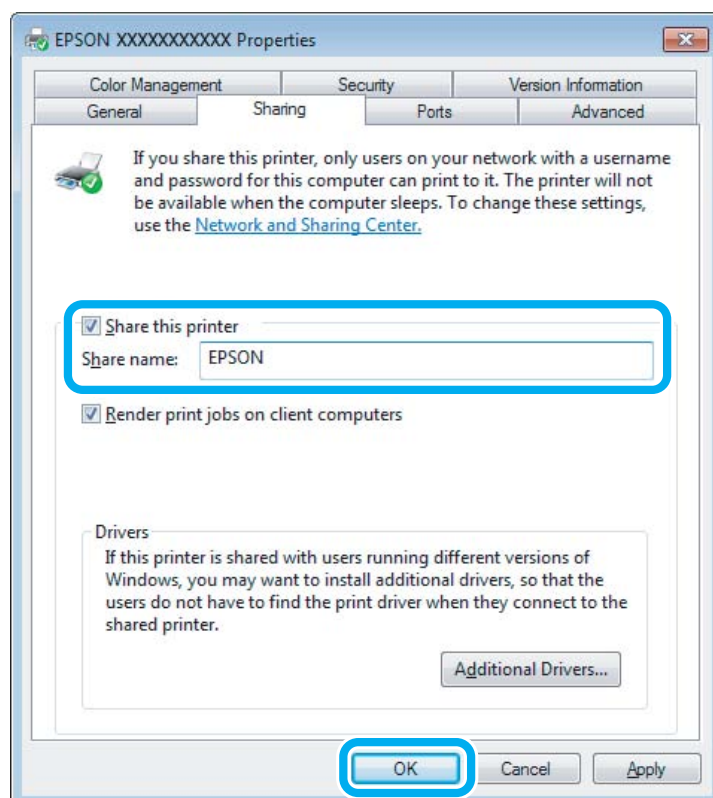 EPSON XXXXXXXXXXX Properties
Color Management Security Version Information
General Sharing Ports Advanced
If you share this printer, only users on your network with a username
and password for this computer can print to it. The printer will not
be available when the computer sleeps. To change these settings,
use the Network and Sharing Center.
Share this printer
Share name: EPSON
Render print jobs on client computers
Drivers
If this printer is shared with users running different versions of
Windows, you may want to install additional drivers, so that the
users do not have to find the print driver when they connect to the
shared printer.
Additional Drivers...
OK Cancel Apply